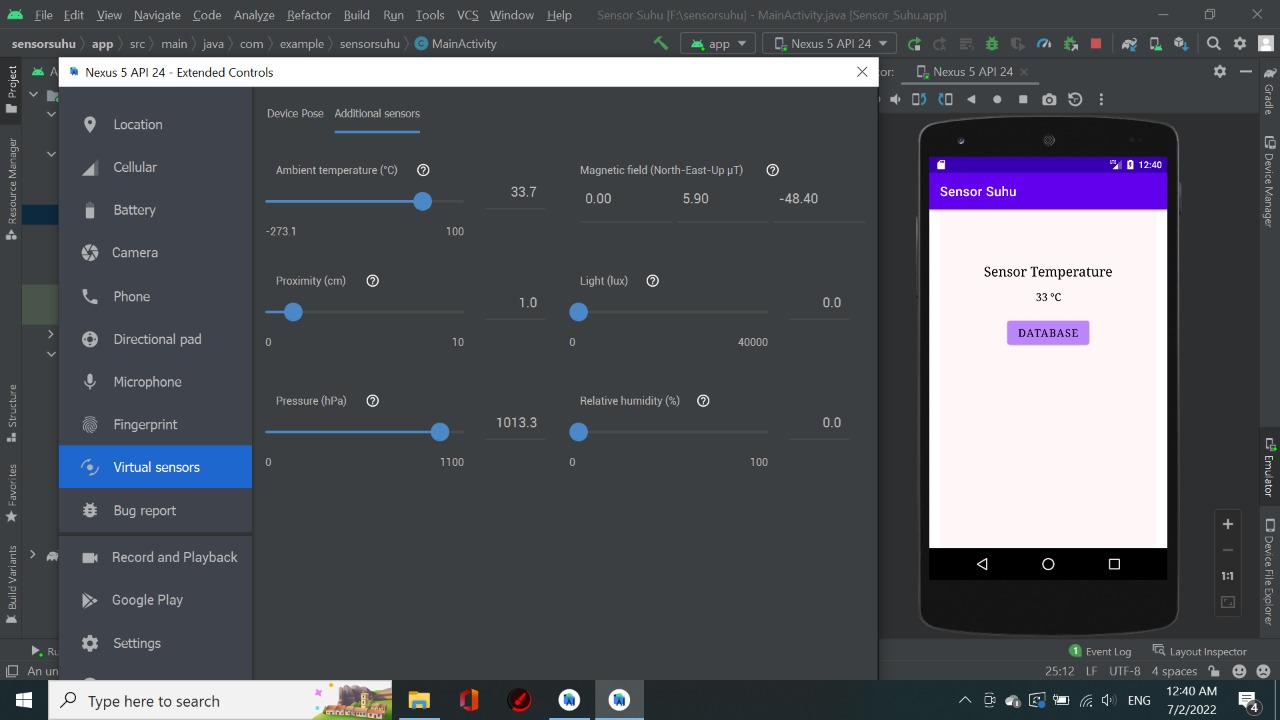 File Edit View Navigate Code Analyze Refactor Build Run Tools VCS Window Help Sensor Suhu [F:\sensorsuhu] - MainActivity.java [Sensor_Suhu.app]
sensorsuhu app src main java com example sensorsuhu MainActivity app Nexus 5 API 24
Project
Resource Manager
Structure
Favorites
Build Variants
A
Nexus 5 API 24 - Extended Controls
Location
Cellular
Battery
Camera
Phone
Directional pad
Microphone
Fingerprint
Virtual sensors
Bug report
Record and Playback
Google Play
Settings
Device Pose Additional sensors
Ambient temperature (°C) 33.7
-273.1 100
Magnetic field (North-East-Up µT)
0.00 5.90 -48.40
Proximity (cm) 1.0
0 10
Light (lux) 0.0
0 40000
Pressure (hPa) 1013.3
0 1100
Relative humidity (%) 0.0
0 100
or: Nexus 5 API 24
12:40
Sensor Suhu
Sensor Temperature
33 °C
DATABASE
1:1
Gradle
Device Manager
Emulator
Device File Explorer
Ru
1 Event Log Layout Inspector
An un
25:12 LF UTF-8 4 spaces
Type here to search
ENG
12:40 AM
7/2/2022
4